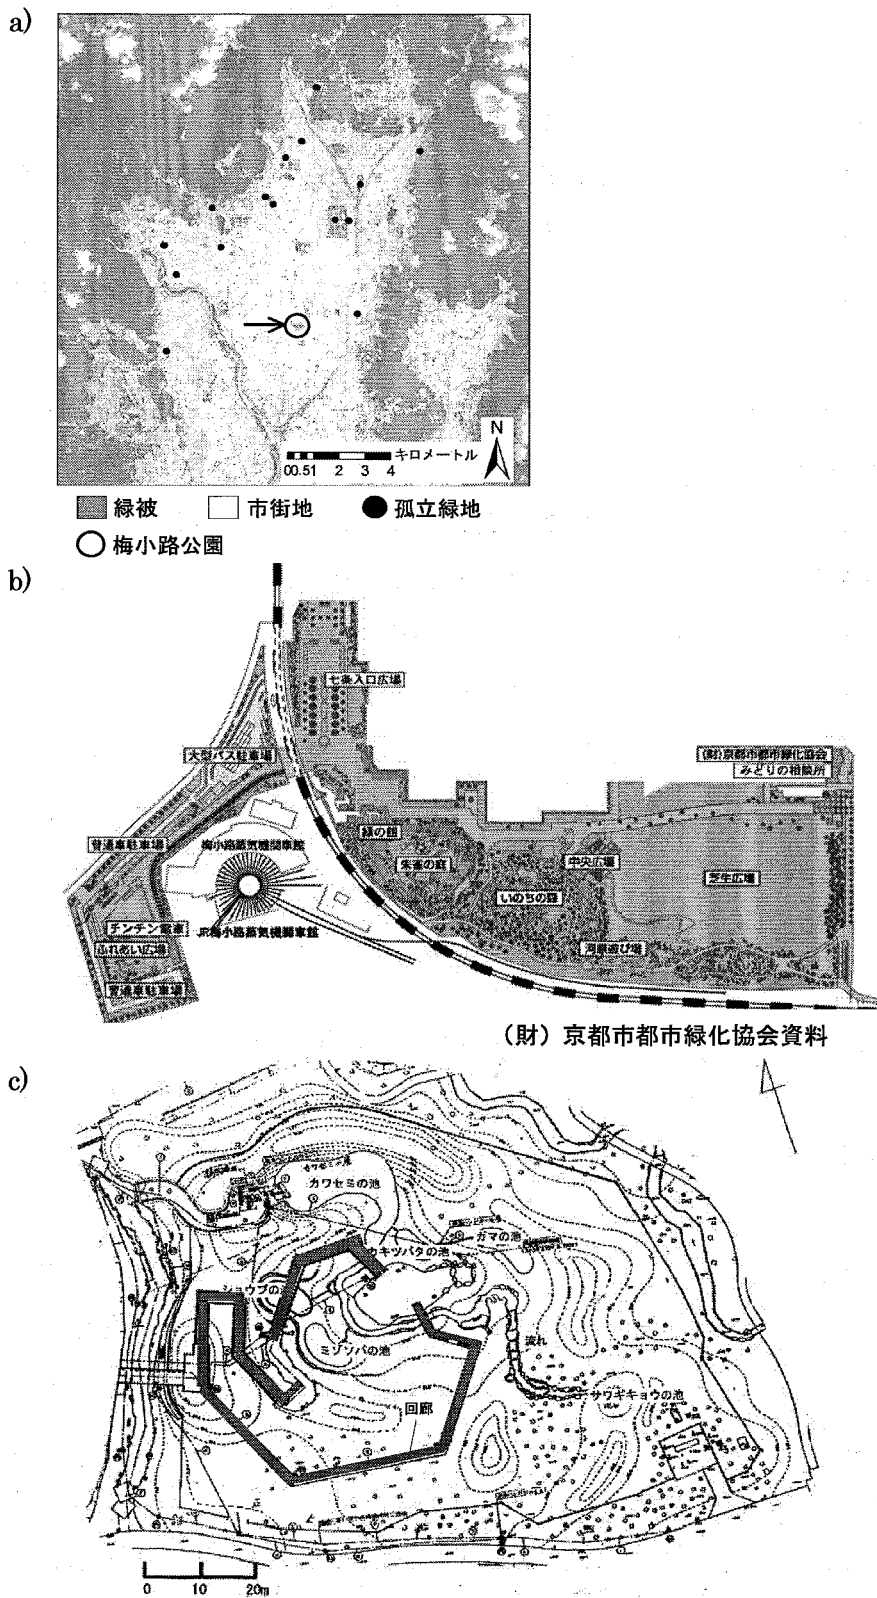 a)
N
キロメートル
00.51 2 3 4
緑被 市街地 孤立緑地
梅小路公園
b)
七条入口広場
大型バス駐車場
(財)京都市都市緑化協会
みどりの相談所
緑の館
普通車駐車場
梅小路蒸気機関車館
朱雀の庭
中央広場
芝生広場
いのちの庭
チンチン電車
JR梅小路蒸気機関車館
ふれあい広場
河原遊び場
普通車駐車場
(財)京都市都市緑化協会資料
c)
カワセミの池
ガマの池
カキツバタの池
ショウブの池
ミゾソバの池
流れ
サワギキョウの池
回廊
0 10 20m